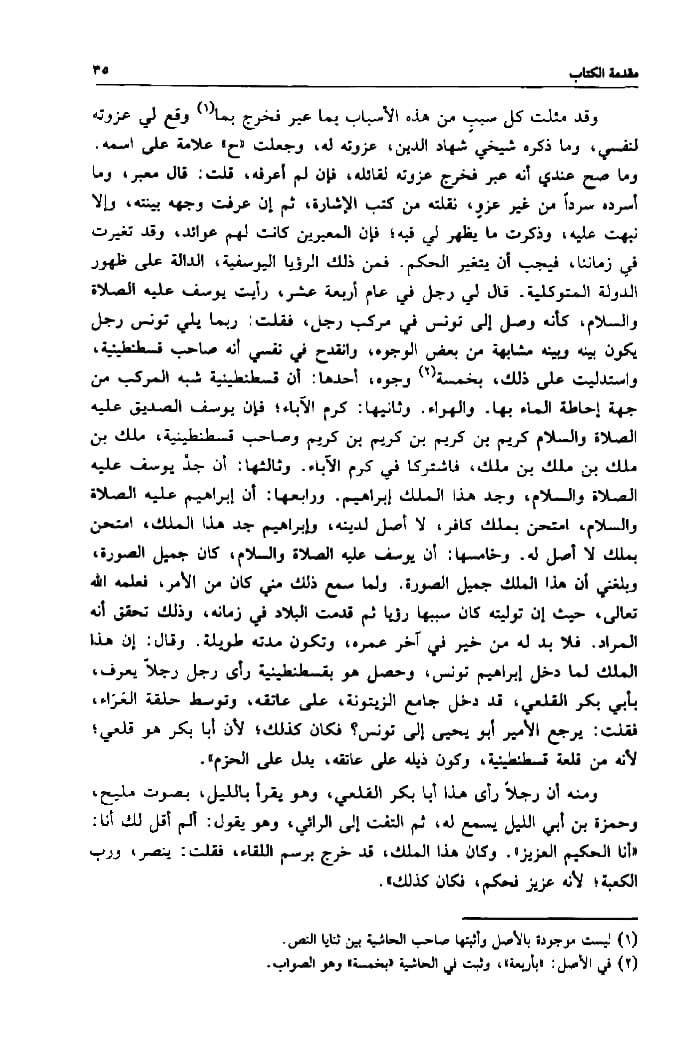 مقدمة الكتاب ٣٥
وقد مثلت كل سببٍ من هذه الأسباب بما عبر فخرج بما(١) وقع لي عزوته
لنفسي، وما ذكره شيخي شهاد الدين، عزوته له، وجعلت «ح» علامة على اسمه.
وما صح عندي أنه عبر فخرج عزوته لقائله، فإن لم أعرفه، قلت: قال معبر، وما
أسرده سرداً من غير عزوٍ، نقلته من كتب الإشارة، ثم إن عرفت وجهه بينته، وإلا
نبهت عليه، وذكرت ما يظهر لي فيه؛ فإن المعبرين كانت لهم عوائد، وقد تغيرت
في زماننا، فيجب أن يتغير الحكم. فمن ذلك الرؤيا اليوسفية، الدالة على ظهور
الدولة المتوكلية. قال لي رجل في عام أربعة عشر، رأيت يوسف عليه الصلاة
والسلام، كأنه وصل إلى تونس في مركب رجل، فقلت: ربما يلي تونس رجل
يكون بينه وبينه مشابهة من بعض الوجوه، وانقدح في نفسي أنه صاحب قسطنطينية،
واستدليت على ذلك، بخمسة(٢) وجوه، أحدها: أن قسطنطينية شبه المركب من
جهة إحاطة الماء بها. والهراء. وثانيها: كرم الآباء؛ فإن يوسف الصديق عليه
الصلاة والسلام كريم بن كريم بن كريم بن كريم وصاحب قسطنطينية، ملك بن
ملك بن ملك بن ملك، فاشتركا في كرم الآباء. وثالثها: أن جدْ يوسف عليه
الصلاة والسلام، وجد هذا الملك إبراهيم. ورابعها: أن إبراهيم عليه الصلاة
والسلام، امتحن بملك كافر، لا أصل لدينه، وإبراهيم جد هذا الملك، امتحن
بملك لا أصل له. وخامسها: أن يوسف عليه الصلاة والسلام، كان جميل الصورة،
وبلغني أن هذا الملك جميل الصورة. ولما سمع ذلك مني كان من الأمر، فعلمه الله
تعالى، حيث إن توليته كان سببها رؤيا ثم قدمت البلاد في زمانه، وذلك تحقق أنه
المراد. فلا بد له من خير في آخر عمره، وتكون مدته طويلة. وقال: إن هذا
الملك لما دخل إبراهيم تونس، وحصل هو بقسطنطينية رأى رجل رجلاً يعرف،
بأبي بكر القلعي، قد دخل جامع الزيتونة، على عاتقه، وتوسط حلقة العَزاء،
فقلت: يرجع الأمير أبو يحيى إلى تونس؟ فكان كذلك؛ لأن أبا بكر هو قلعي؛
لأنه من قلعة قسطنطينية، وكون ذيله على عاتقه، يدل على الحزم».
ومنه أن رجلاً رأى هذا أبا بكر القلعي، وهو يقرأ بالليل، بصوت مليح،
وحمزة بن أبي الليل يسمع له، ثم التفت إلى الرائي، وهو يقول: ألم أقل لك أنا:
«أنا الحكيم العزيز». وكان هذا الملك، قد خرج برسم اللقاء، فقلت: ينصر، ورب
الكعبة؛ لأنه عزيز فحكم، فكان كذلك».
(١) ليست موجودة بالأصل وأثبتها صاحب الحاشية بين ثنايا النص.
(٢) في الأصل: «بأربعة»، وثبت في الحاشية «بخمسة» وهو الصواب.